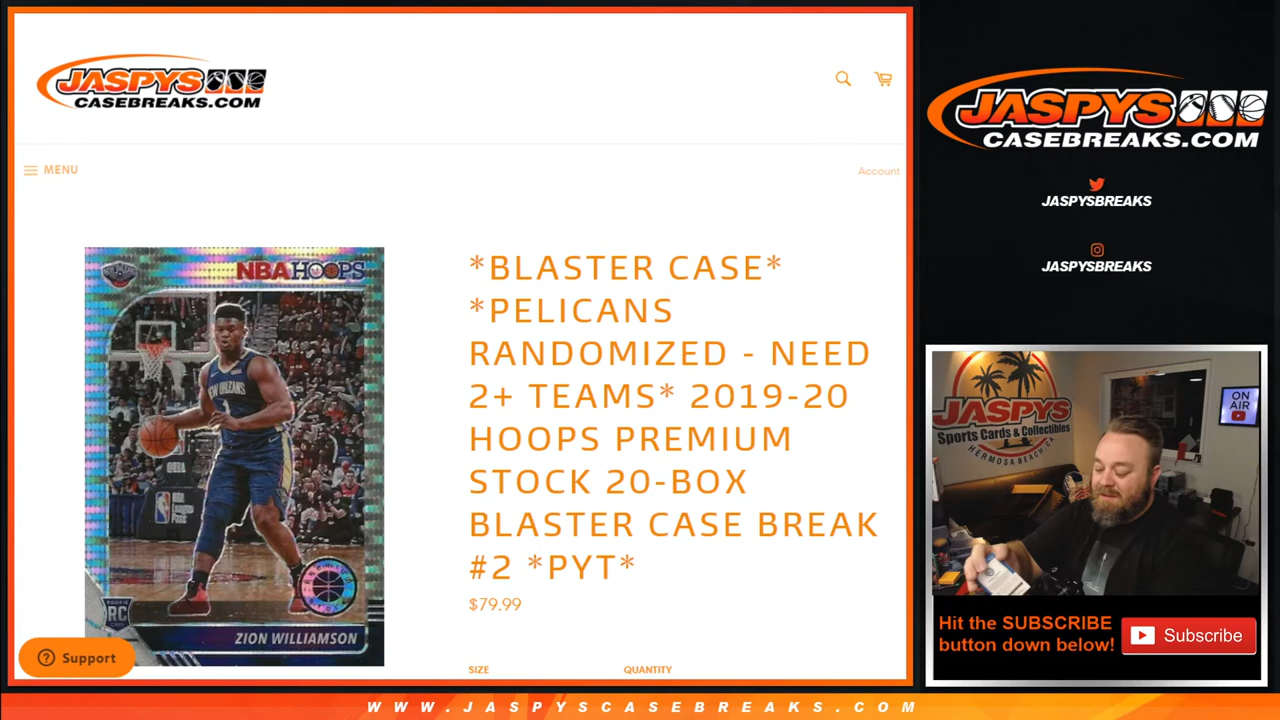 JASPYS
CASEBREAKS.COM
MENU
Account
NBA HOOPS
NEW ORLEANS
ROOKIE
RC
ZION WILLIAMSON
Support
*BLASTER CASE*
*PELICANS
RANDOMIZED - NEED
2+ TEAMS* 2019-20
HOOPS PREMIUM
STOCK 20-BOX
BLASTER CASE BREAK
#2 *PYT*
$79.99
SIZE
QUANTITY
JASPYS
CASEBREAKS.COM
JASPYSBREAKS
JASPYSBREAKS
JASPYS
Sports Cards & Collectibles
HERMOSA BEACH, CA
ON
AIR
Hit the SUBSCRIBE
button down below!
Subscribe
WWW.JASPYSCASEBREAKS.COM